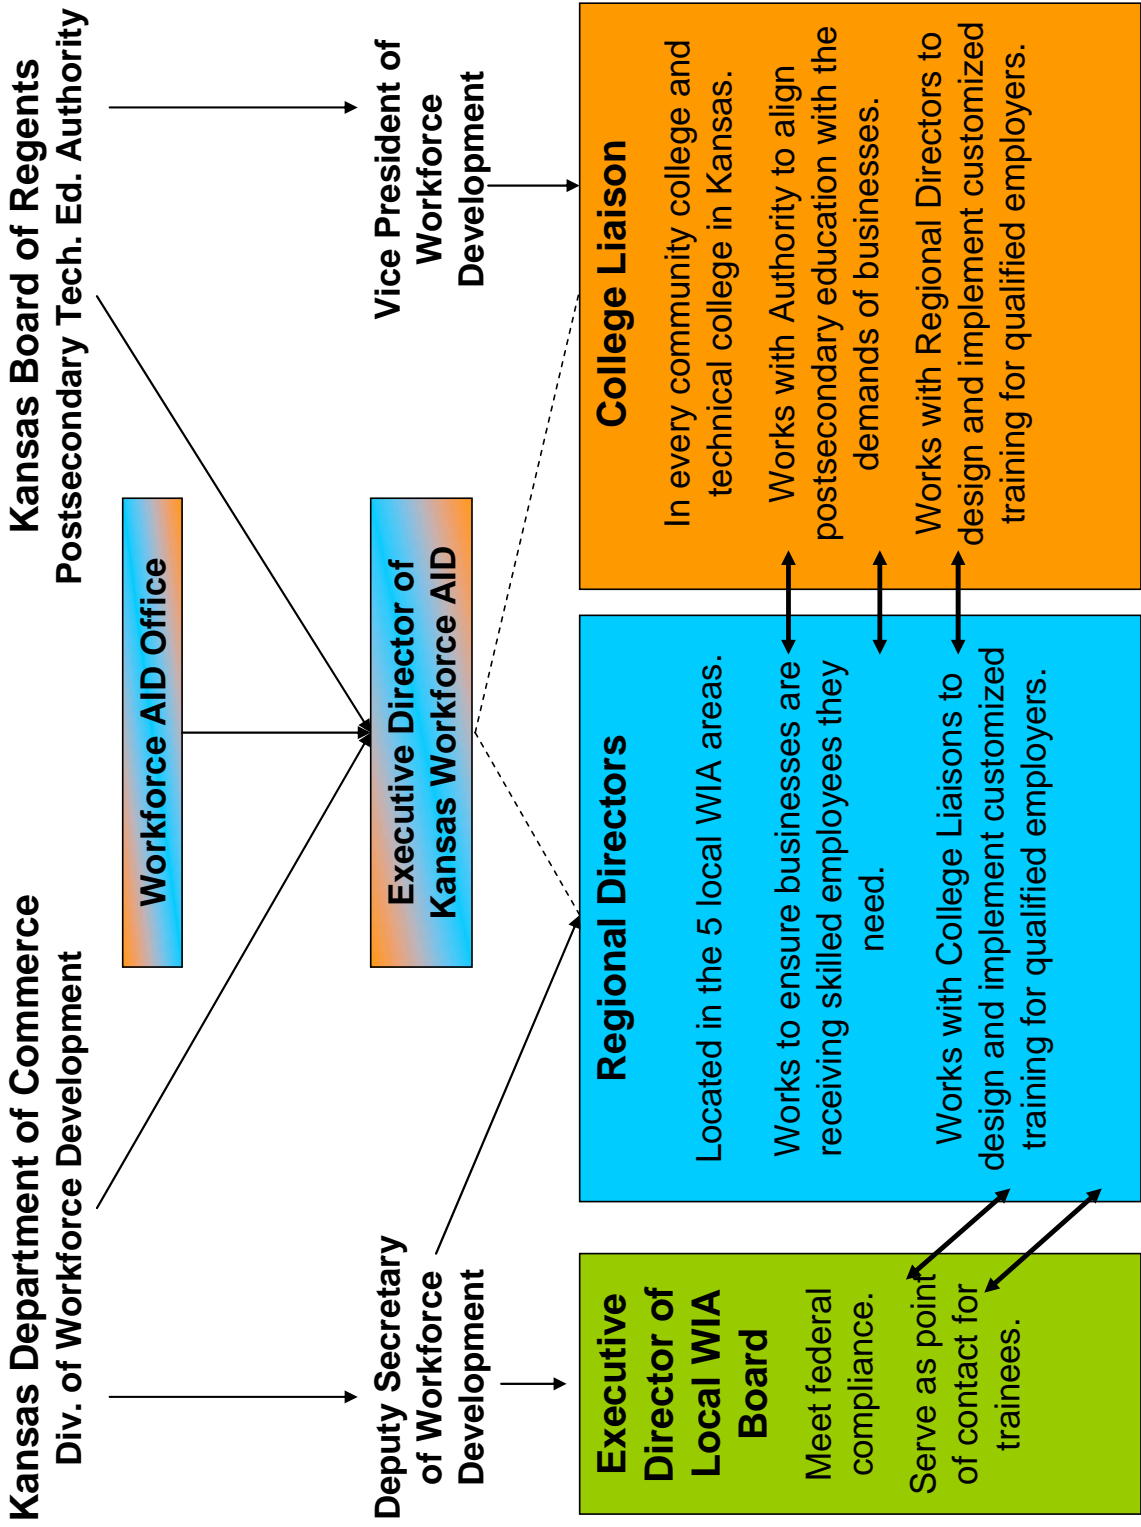 Kansas Department of Commerce
Div. of Workforce Development
Kansas Board of Regents
Postsecondary Tech. Ed. Authority
Workforce AID Office
Deputy Secretary
of Workforce
Development
Executive Director of
Kansas Workforce AID
Vice President of
Workforce
Development
Executive
Director of
Local WIA
Board
Meet federal
compliance.
Serve as point
of contact for
trainees.
Regional Directors
Located in the 5 local WIA areas.
Works to ensure businesses are
receiving skilled employees they
need.
Works with College Liaisons to
design and implement customized
training for qualified employers.
College Liaison
In every community college and
technical college in Kansas.
Works with Authority to align
postsecondary education with the
demands of businesses.
Works with Regional Directors to
design and implement customized
training for qualified employers.